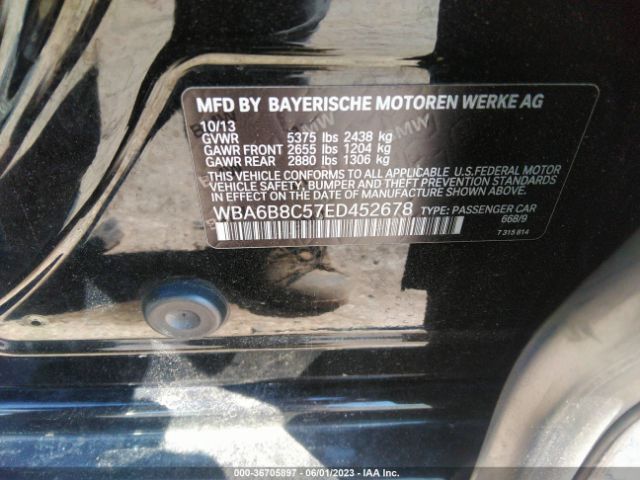 MFD BY BAYERISCHE MOTOREN WERKE AG
10/13
GVWR 5375 lbs 2438 kg
GAWR FRONT 2655 lbs 1204 kg
GAWR REAR 2880 lbs 1306 kg
THIS VEHICLE CONFORMS TO ALL APPLICABLE U.S.FEDERAL MOTOR
VEHICLE SAFETY, BUMPER AND THEFT PREVENTION STANDARDS
IN EFFECT ON THE DATE OF MANUFACTURE SHOWN ABOVE.
WBA6B8C57ED452678 TYPE: PASSENGER CAR
668/9
7 315 814
000-36705897 - 06/01/2023 - IAA Inc.